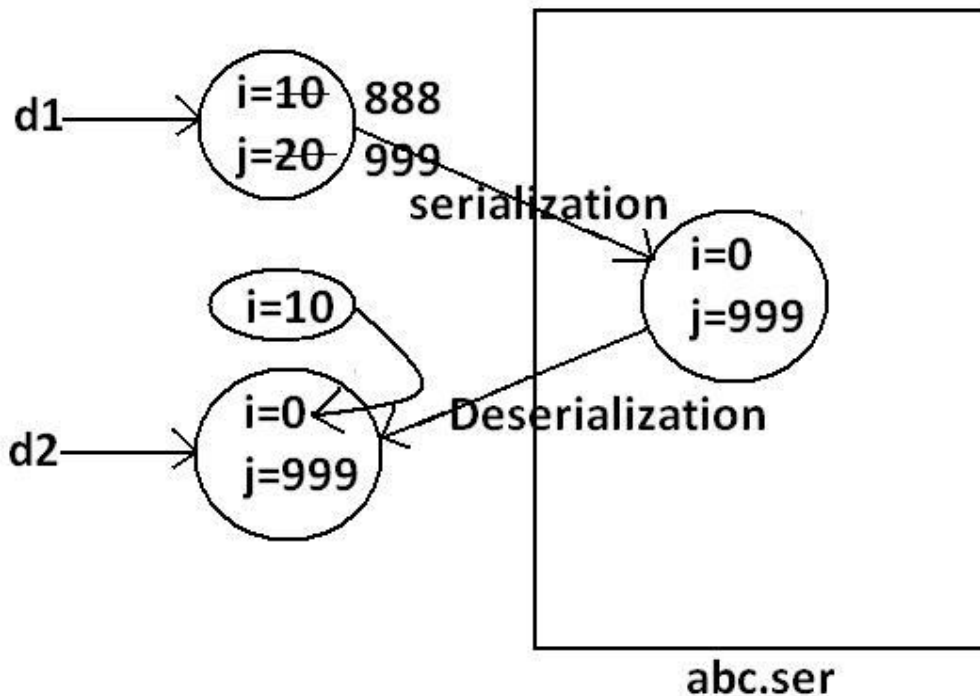 d1
i=10 888
j=20 999
serialization
i=0
j=999
i=10
d2
i=0
j=999
Deserialization
abc.ser